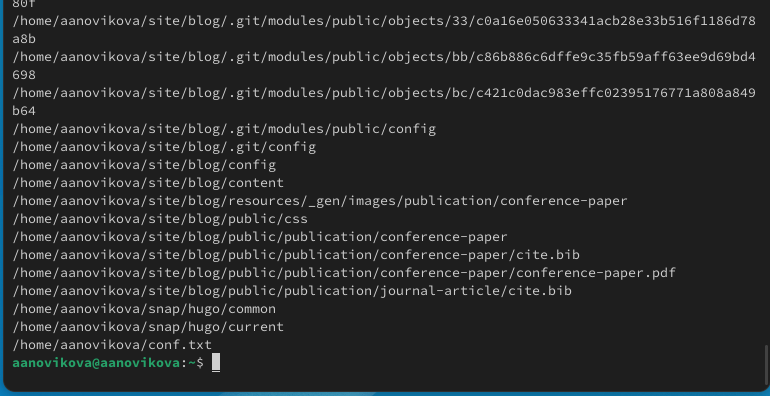 80f
/home/aanovikova/site/blog/.git/modules/public/objects/33/c0a16e050633341acb28e33b516f1186d78
a8b
/home/aanovikova/site/blog/.git/modules/public/objects/bb/c86b886c6dffe9c35fb59aff63ee9d69bd4
698
/home/aanovikova/site/blog/.git/modules/public/objects/bc/c421c0dac983effc02395176771a808a849
b64
/home/aanovikova/site/blog/.git/modules/public/config
/home/aanovikova/site/blog/.git/config
/home/aanovikova/site/blog/config
/home/aanovikova/site/blog/content
/home/aanovikova/site/blog/resources/_gen/images/publication/conference-paper
/home/aanovikova/site/blog/public/css
/home/aanovikova/site/blog/public/publication/conference-paper
/home/aanovikova/site/blog/public/publication/conference-paper/cite.bib
/home/aanovikova/site/blog/public/publication/conference-paper/conference-paper.pdf
/home/aanovikova/site/blog/public/publication/journal-article/cite.bib
/home/aanovikova/snap/hugo/common
/home/aanovikova/snap/hugo/current
/home/aanovikova/conf.txt
aanovikova@aanovikova:~$